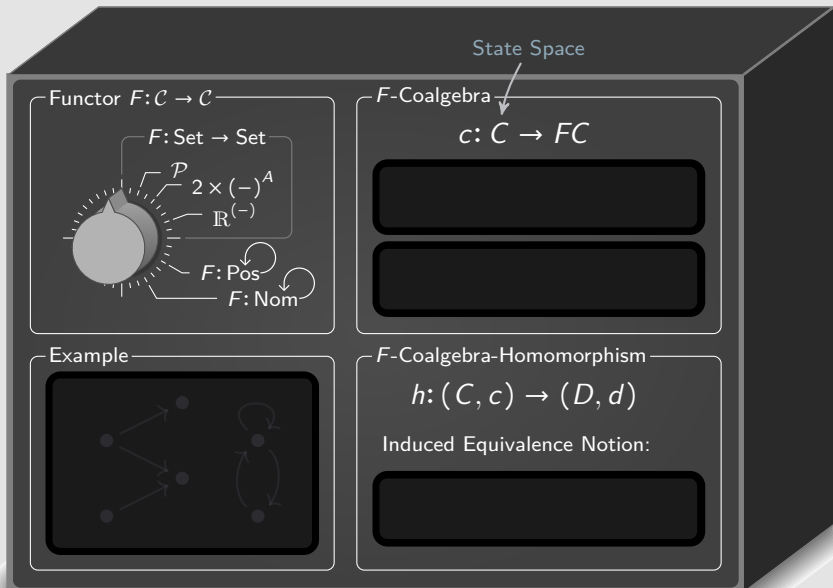 State Space
Functor F: 𝒞 → 𝒞
F: Set → Set
𝒫
2 × (−)^A
ℝ^(−)
F: Pos
F: Nom
F-Coalgebra
c: C → FC
Example
F-Coalgebra-Homomorphism
h: (C, c) → (D, d)
Induced Equivalence Notion: